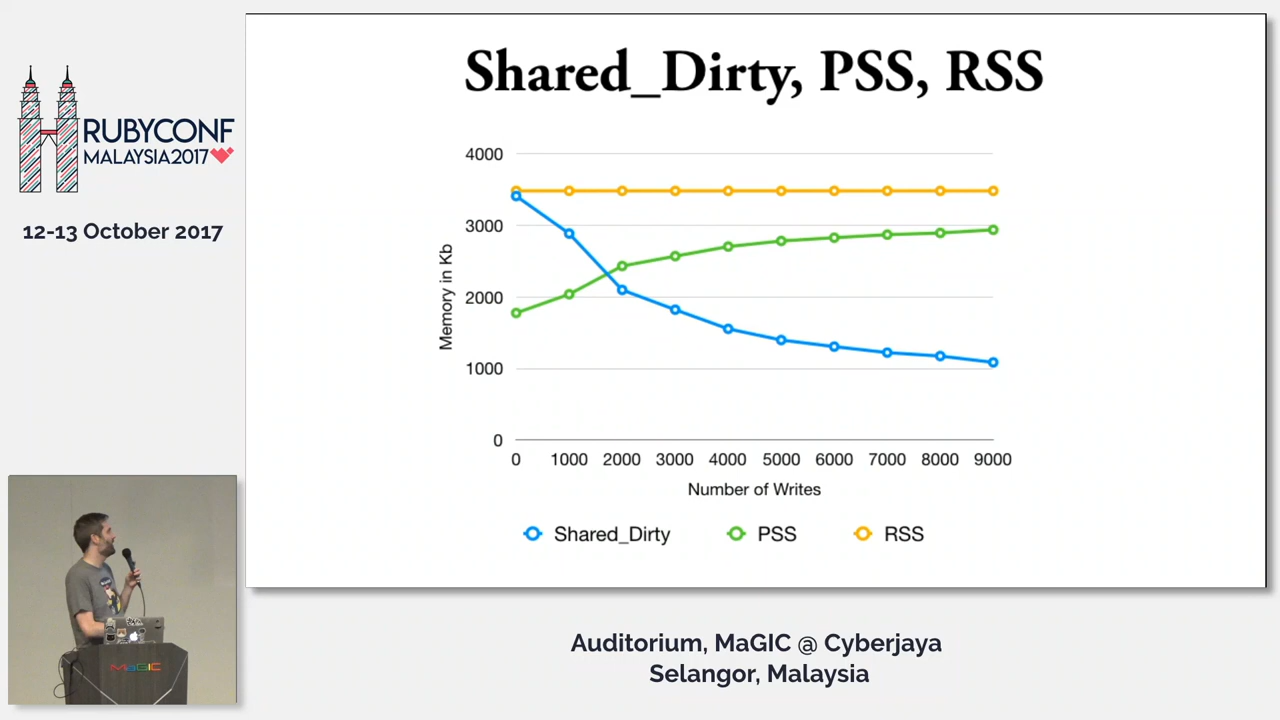 RUBYCONF
MALAYSIA2017
12-13 October 2017
Shared_Dirty, PSS, RSS
4000
3000
2000
1000
0
Memory in Kb
0 1000 2000 3000 4000 5000 6000 7000 8000 9000
Number of Writes
Shared_Dirty PSS RSS
MaGIC
Auditorium, MaGIC @ Cyberjaya
Selangor, Malaysia